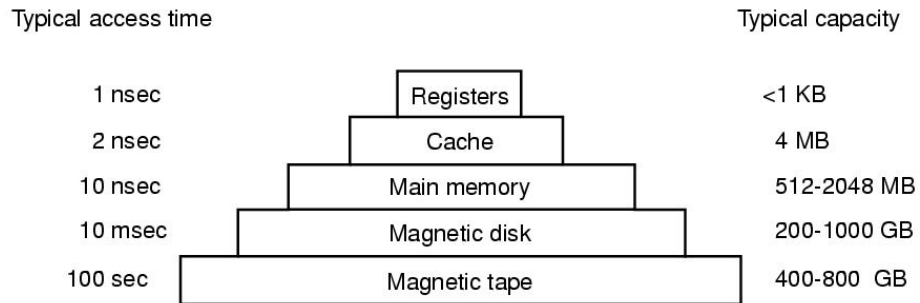 Typical access time Typical capacity
1 nsec Registers <1 KB
2 nsec Cache 4 MB
10 nsec Main memory 512-2048 MB
10 msec Magnetic disk 200-1000 GB
100 sec Magnetic tape 400-800 GB